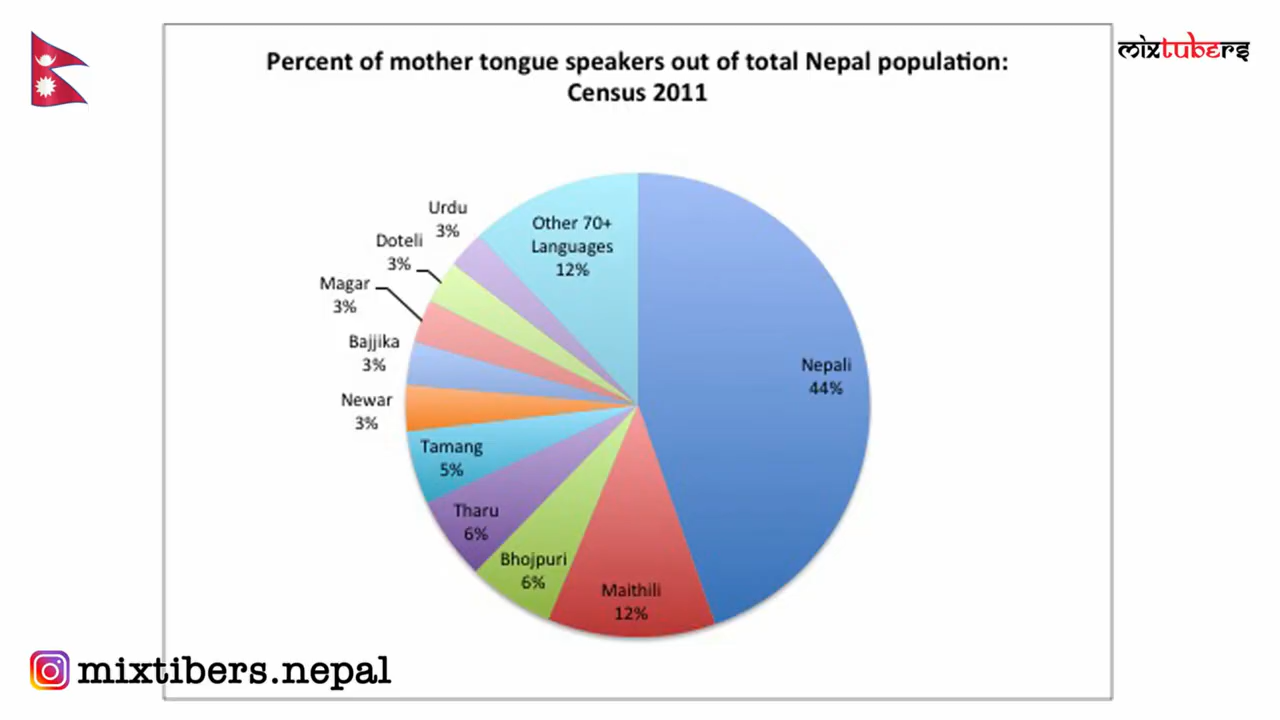 mixtubers
Percent of mother tongue speakers out of total Nepal population:
Census 2011
Urdu
3%
Doteli
3%
Magar
3%
Bajjika
3%
Newar
3%
Tamang
5%
Tharu
6%
Bhojpuri
6%
Maithili
12%
Nepali
44%
Other 70+
Languages
12%
mixtibers.nepal